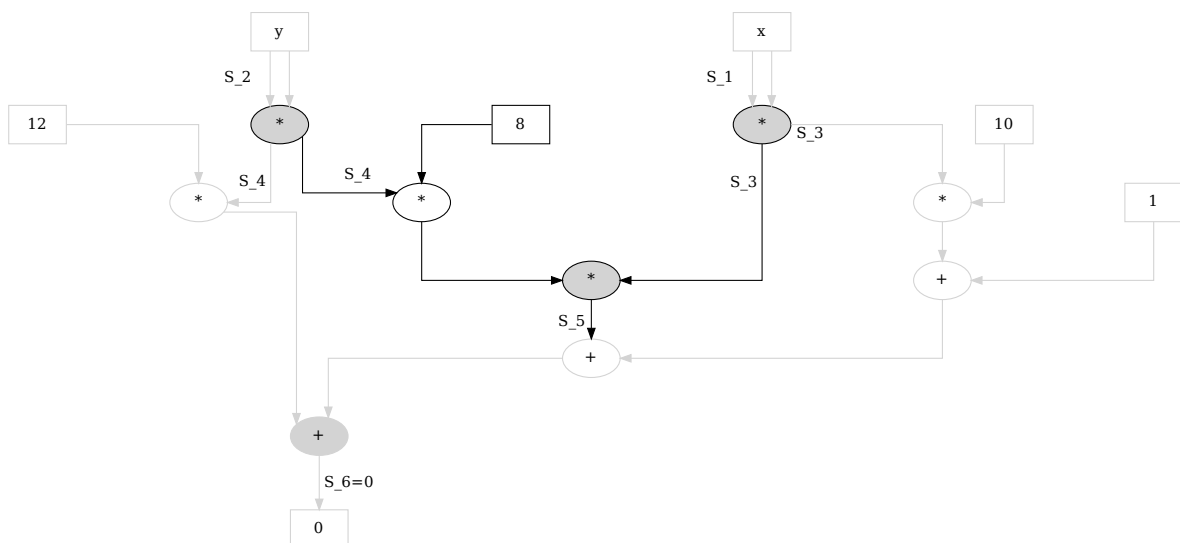 y x
S_2 S_1
12 * 8 * 10
S_3
S_4 S_4 S_3
* * * 1
* +
S_5
+
+
S_6=0
0